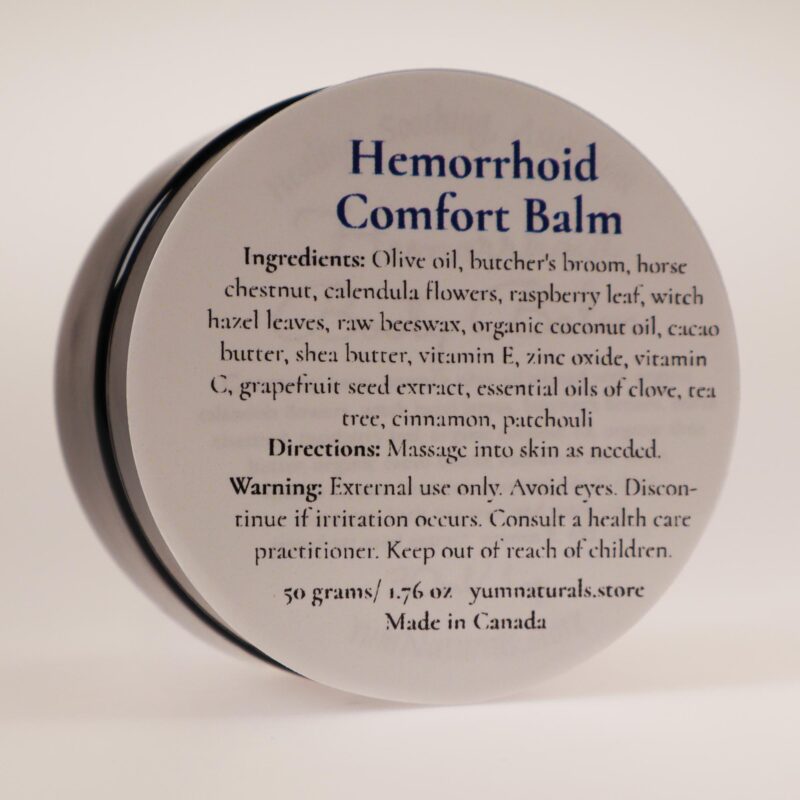 Hemorrhoid
Comfort Balm
Ingredients: Olive oil, butcher's broom, horse
chestnut, calendula flowers, raspberry leaf, witch
hazel leaves, raw beeswax, organic coconut oil, cacao
butter, shea butter, vitamin E, zinc oxide, vitamin
C, grapefruit seed extract, essential oils of clove, tea
tree, cinnamon, patchouli
Directions: Massage into skin as needed.
Warning: External use only. Avoid eyes. Discon-
tinue if irritation occurs. Consult a health care
practitioner. Keep out of reach of children.
50 grams/ 1.76 oz yumnaturals.store
Made in Canada